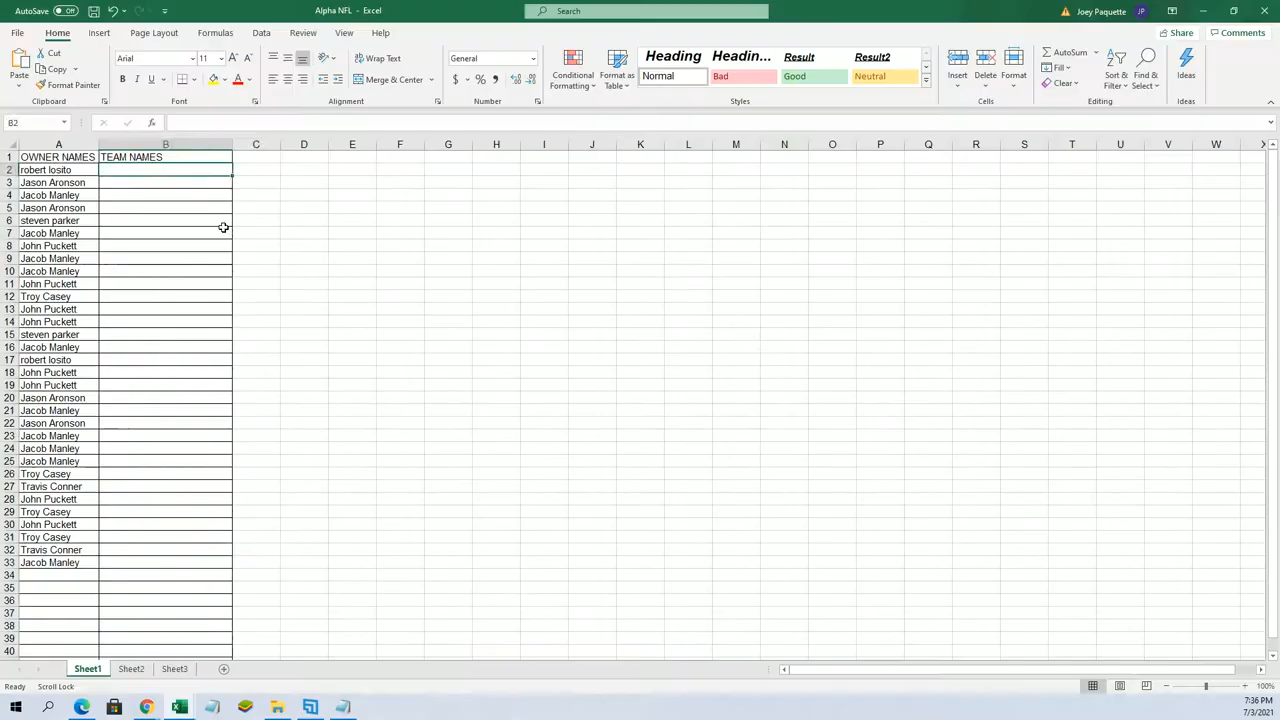 AutoSave Off Alpha NFL - Excel Search Joey Paquette JP
File Home Insert Page Layout Formulas Data Review View Help Share Comments
Paste Cut Copy Format Painter Clipboard
Arial 11 A A B I U A Font
Wrap Text Merge & Center Alignment
General $ % , Number
Conditional Formatting Format as Table
Heading Headin... Result Result2
Normal Bad Good Neutral
Styles
Insert Delete Format Cells
AutoSum Fill Clear Sort & Filter Find & Select Editing
Ideas Ideas
B2 fx
A B C D E F G H I J K L M N O P Q R S T U V W X
1 OWNER NAMES TEAM NAMES
2 robert losito
3 Jason Aronson
4 Jacob Manley
5 Jason Aronson
6 steven parker
7 Jacob Manley
8 John Puckett
9 Jacob Manley
10 Jacob Manley
11 John Puckett
12 Troy Casey
13 John Puckett
14 John Puckett
15 steven parker
16 Jacob Manley
17 robert losito
18 John Puckett
19 John Puckett
20 Jason Aronson
21 Jacob Manley
22 Jason Aronson
23 Jacob Manley
24 Jacob Manley
25 Jacob Manley
26 Troy Casey
27 Travis Conner
28 John Puckett
29 Troy Casey
30 John Puckett
31 Troy Casey
32 Travis Conner
33 Jacob Manley
34
35
36
37
38
39
40
Sheet1 Sheet2 Sheet3
Ready Scroll Lock 100%
7:36 PM
7/3/2021